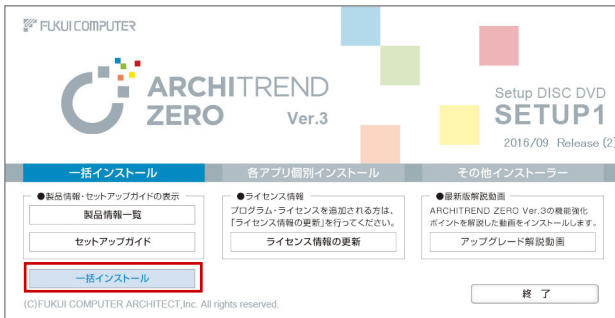 FUKUI COMPUTER
ARCHITREND
ZERO Ver.3
Setup DISC DVD
SETUP1
2016/09 Release (2)
一括インストール
各アプリ個別インストール
その他インストーラー
●製品情報・セットアップガイドの表示
製品情報一覧
セットアップガイド
●ライセンス情報
プログラム・ライセンスを追加される方は、
「ライセンス情報の更新」を行ってください。
ライセンス情報の更新
●最新版解説動画
ARCHITREND ZERO Ver.3の機能強化
ポイントを解説した動画をインストールします。
アップグレード解説動画
一括インストール
終 了
(C)FUKUI COMPUTER ARCHITECT,Inc. All rights reserved.